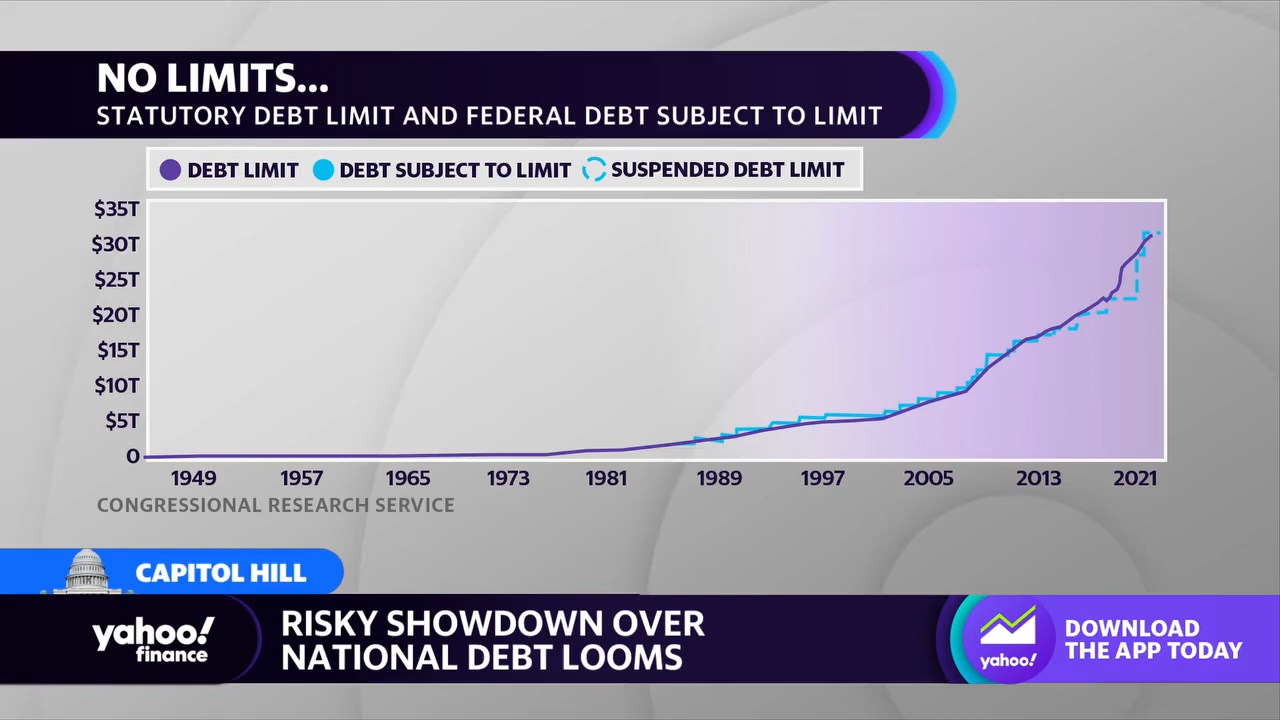 NO LIMITS...
STATUTORY DEBT LIMIT AND FEDERAL DEBT SUBJECT TO LIMIT
DEBT LIMIT DEBT SUBJECT TO LIMIT SUSPENDED DEBT LIMIT
$35T
$30T
$25T
$20T
$15T
$10T
$5T
0
1949 1957 1965 1973 1981 1989 1997 2005 2013 2021
CONGRESSIONAL RESEARCH SERVICE
CAPITOL HILL
yahoo!
finance
RISKY SHOWDOWN OVER
NATIONAL DEBT LOOMS
yahoo!
DOWNLOAD
THE APP TODAY